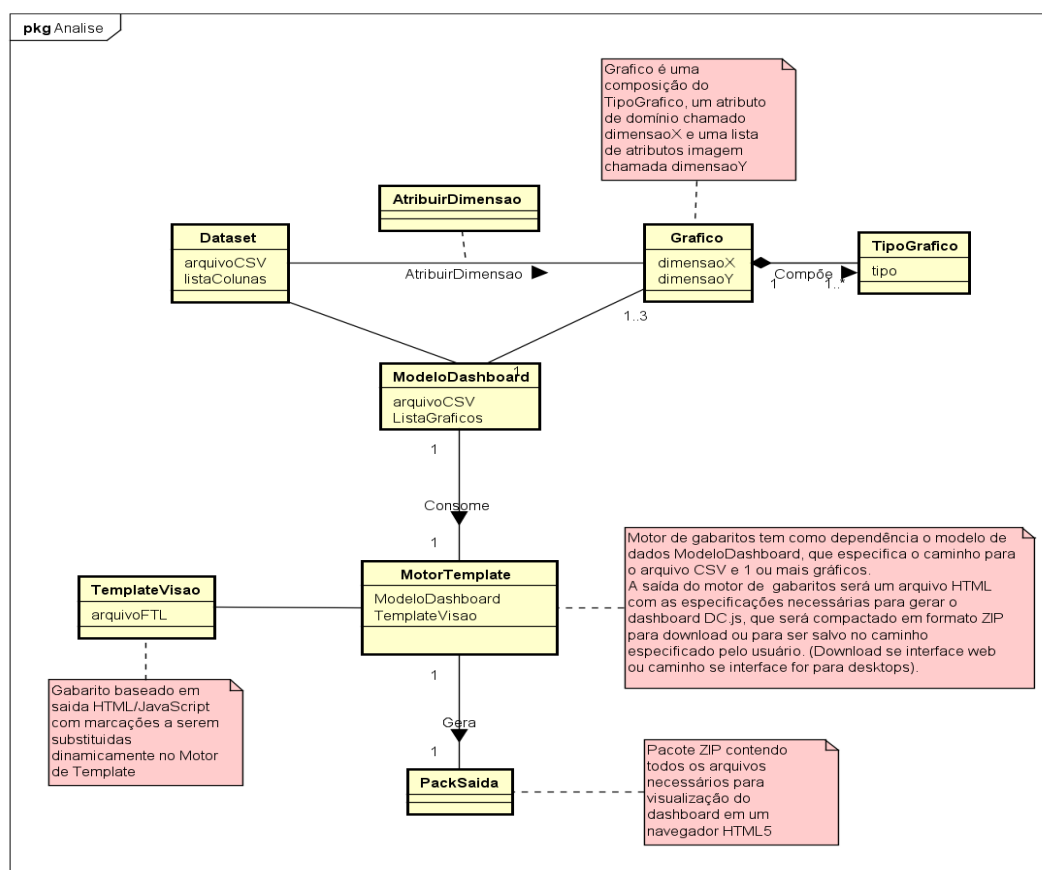 pkg Analise
Grafico é uma
composição do
TipoGrafico, um atributo
de domínio chamado
dimensaoX e uma lista
de atributos imagem
chamada dimensaoY
AtribuirDimensao
Dataset
arquivoCSV
listaColunas
AtribuirDimensao
Grafico
dimensaoX
dimensaoY
Compõe
1
1..*
TipoGrafico
tipo
1..3
1
ModeloDashboard
arquivoCSV
ListaGraficos
1
Consome
1
MotorTemplate
ModeloDashboard
TemplateVisao
Motor de gabaritos tem como dependência o modelo de
dados ModeloDashboard, que especifica o caminho para
o arquivo CSV e 1 ou mais gráficos.
A saída do motor de gabaritos será um arquivo HTML
com as especificações necessárias para gerar o
dashboard DC.js, que será compactado em formato ZIP
para download ou para ser salvo no caminho
especificado pelo usuário. (Download se interface web
ou caminho se interface for para desktops).
TemplateVisao
arquivoFTL
Gabarito baseado em
saida HTML/JavaScript
com marcações a serem
substituidas
dinamicamente no Motor
de Template
1
Gera
1
PackSaida
Pacote ZIP contendo
todos os arquivos
necessários para
visualização do
dashboard em um
navegador HTML5